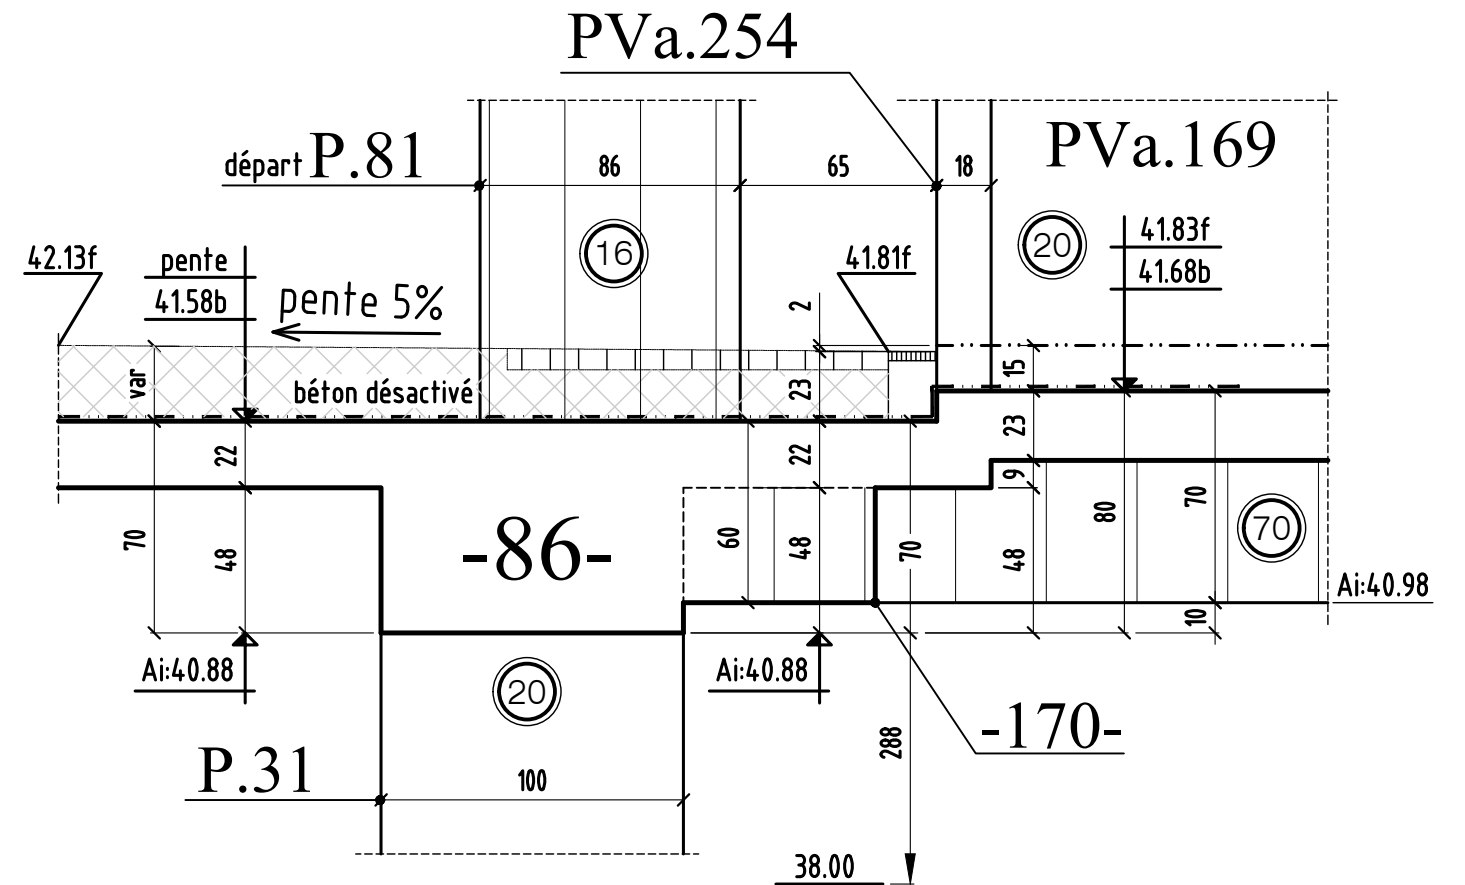 PVa.254
départ P.81
86
65
18
PVa.169
16
20
42.13f
pente
41.58b
pente 5%
2
41.81f
41.83f
41.68b
var
béton désactivé
23
15
22
22
23
9
70
48
-86-
60
48
70
48
80
70
70
10
Ai:40.98
Ai:40.88
20
Ai:40.88
-170-
P.31
100
288
38.00